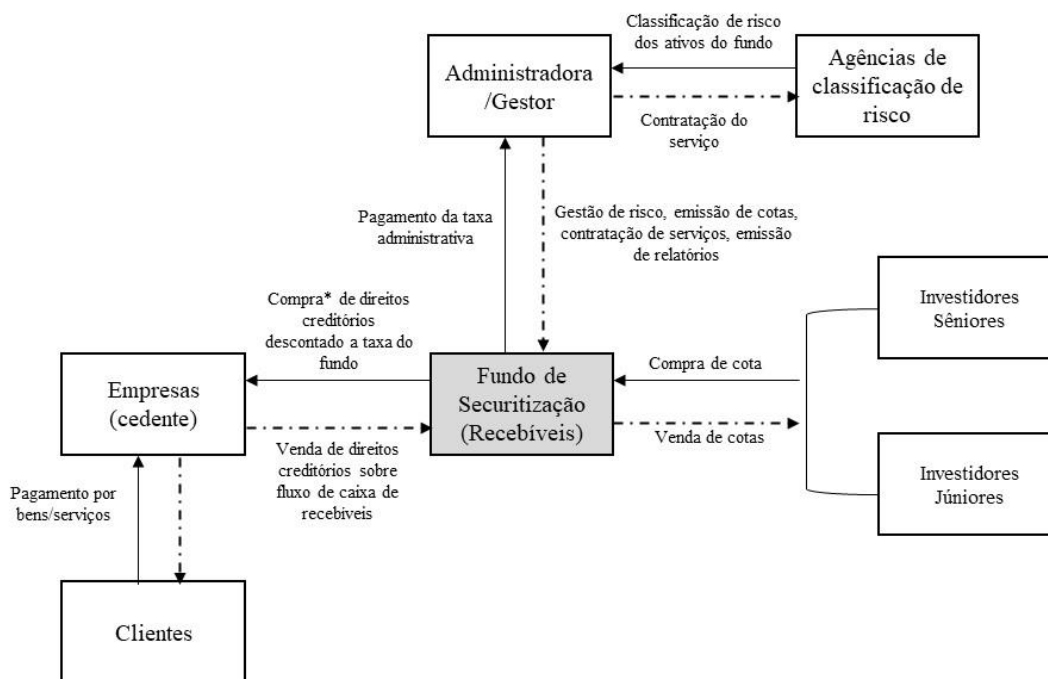 Classificação de risco
dos ativos do fundo
Administradora
/Gestor
Agências de
classificação de
risco
Contratação do
serviço
Pagamento da taxa
administrativa
Gestão de risco, emissão de cotas,
contratação de serviços, emissão
de relatórios
Investidores
Sêniores
Compra* de direitos
creditórios
descontado a taxa do
fundo
Empresas
(cedente)
Fundo de
Securitização
(Recebíveis)
Compra de cota
Venda de cotas
Venda de direitos
creditórios sobre
fluxo de caixa de
recebíveis
Investidores
Júniores
Pagamento por
bens/serviços
Clientes